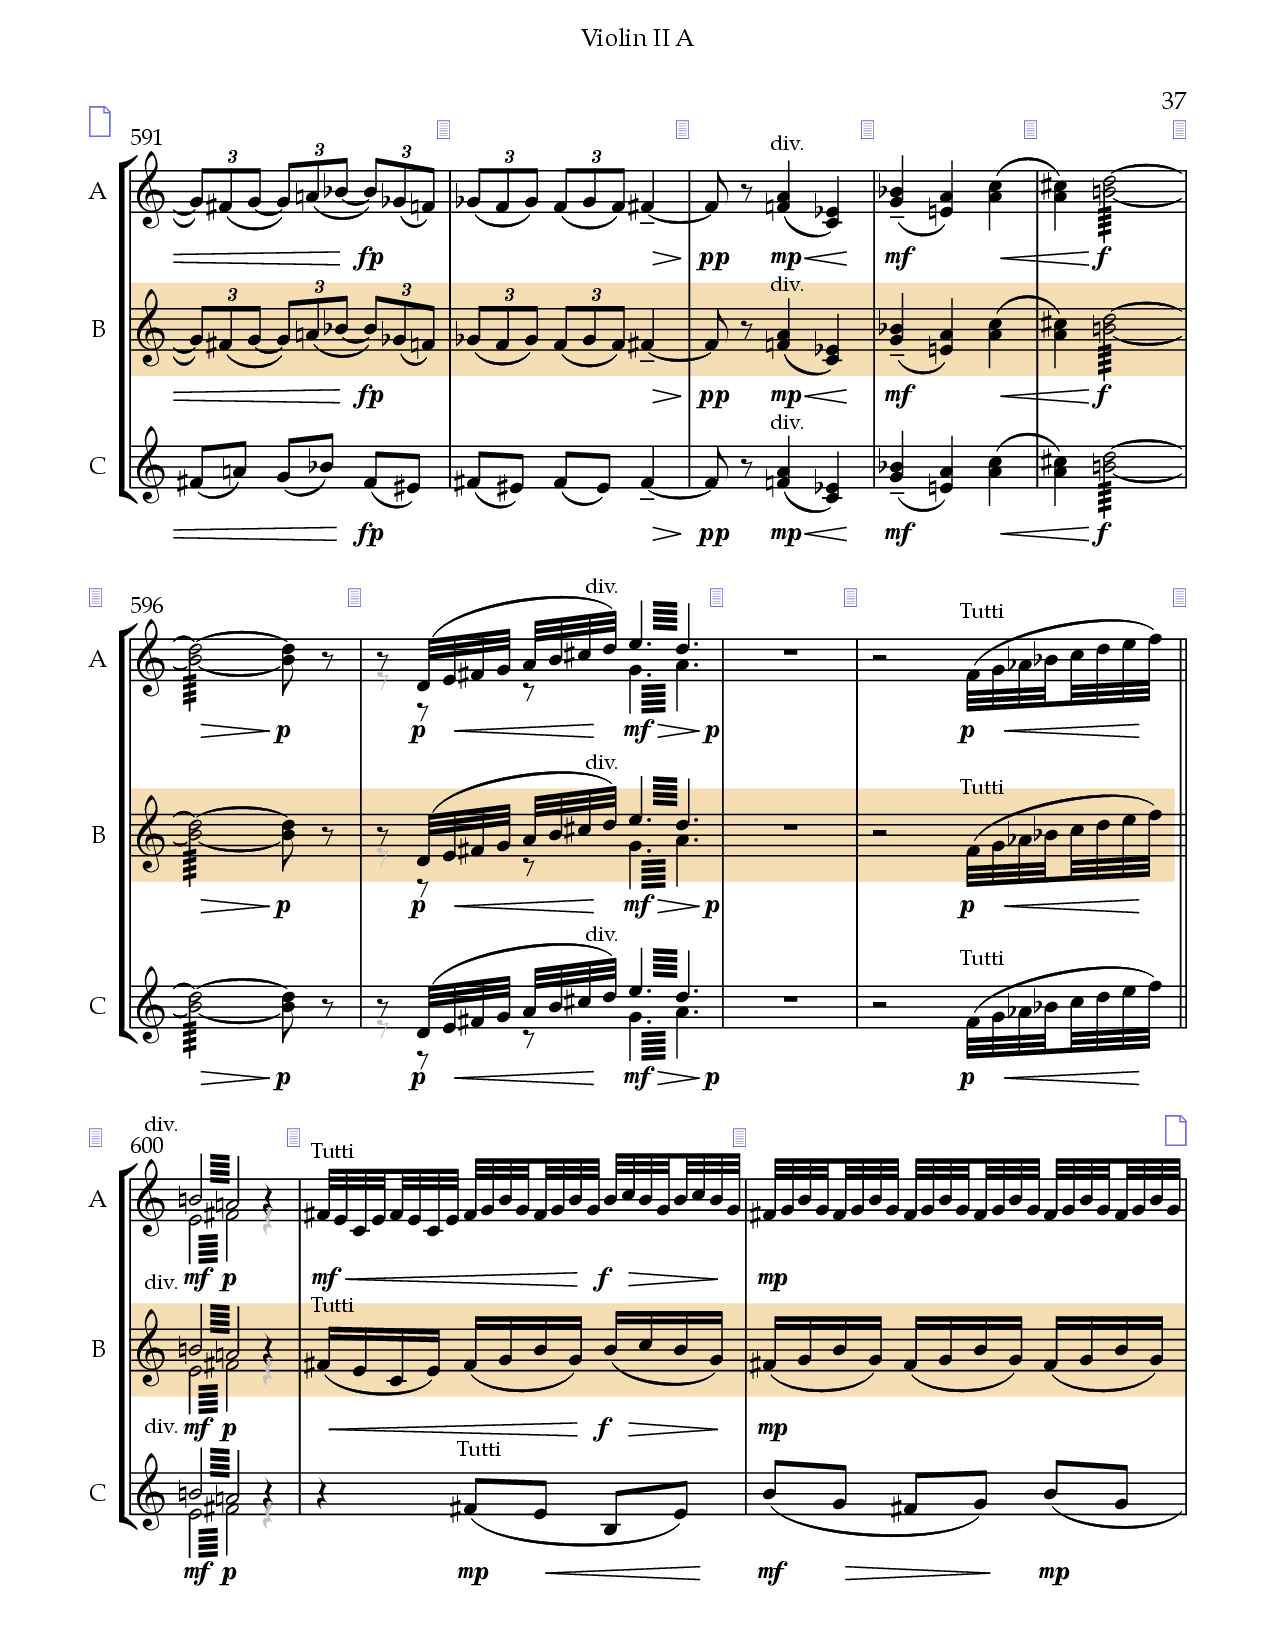 Violin II A
37
591
div.
A
3 3 3 3 3
fp pp mp mf f
div.
B
3 3 3 3 3
fp pp mp mf f
div.
C
fp pp mp mf f
596
div.
Tutti
A
p p mf p p
div.
Tutti
B
p p mf p p
div.
Tutti
C
p p mf p p
div.
600
Tutti
A
mf p mf f mp
div.
Tutti
B
mf p f mp
div.
Tutti
C
mf p mp mf mp